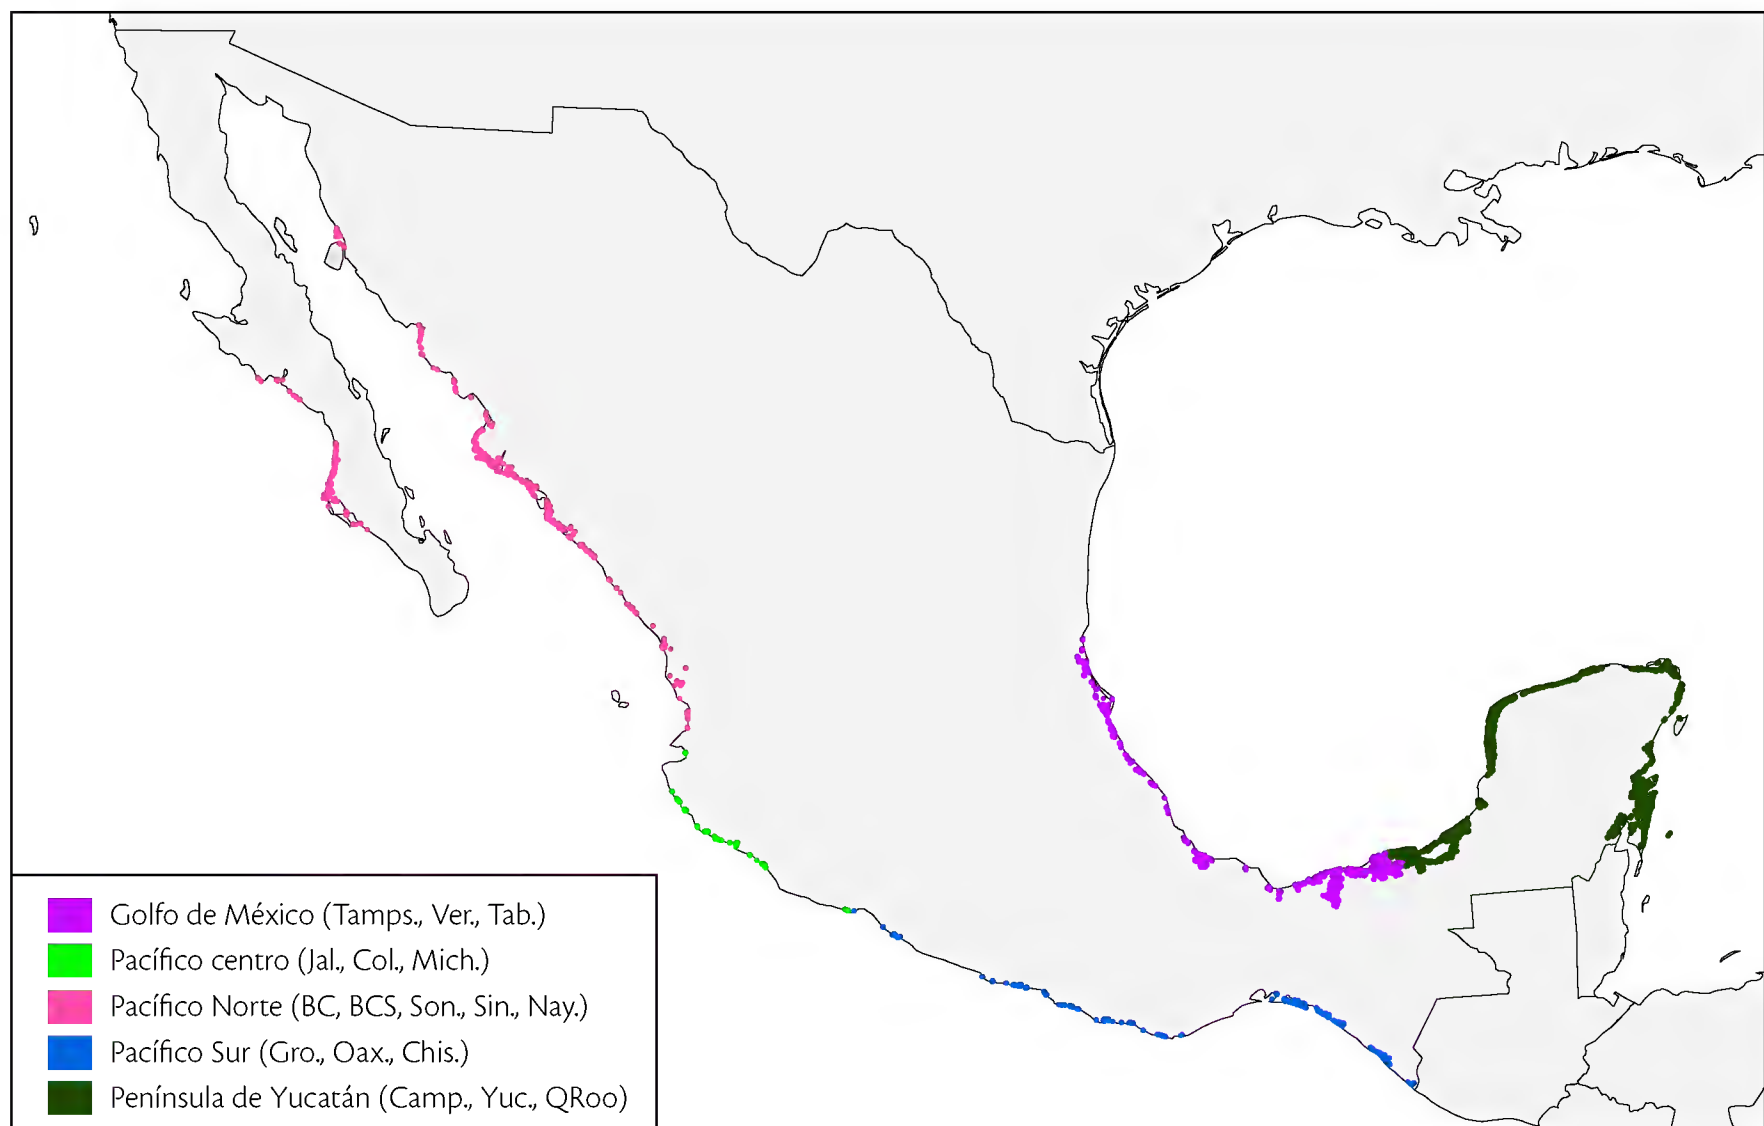 Golfo de México (Tamps., Ver., Tab.)
Pacífico centro (Jal., Col., Mich.)
Pacífico Norte (BC, BCS, Son., Sin., Nay.)
Pacífico Sur (Gro., Oax., Chis.)
Península de Yucatán (Camp., Yuc., QRoo)